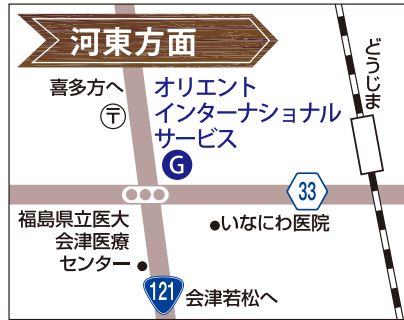 河東方面
喜多方へ
〒
オリエント
インターナショナル
サービス
G
どうじま
33
福島県立医大
会津医療
センター
いなにわ医院
121
会津若松へ